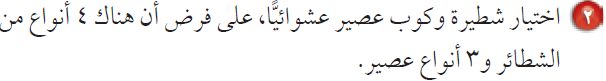 ٢ اختيار شطيرة وكوب عصير عشوائيًّا، على فرض أن هناك ٤ أنواع من
الشطائر و٣ أنواع عصير.